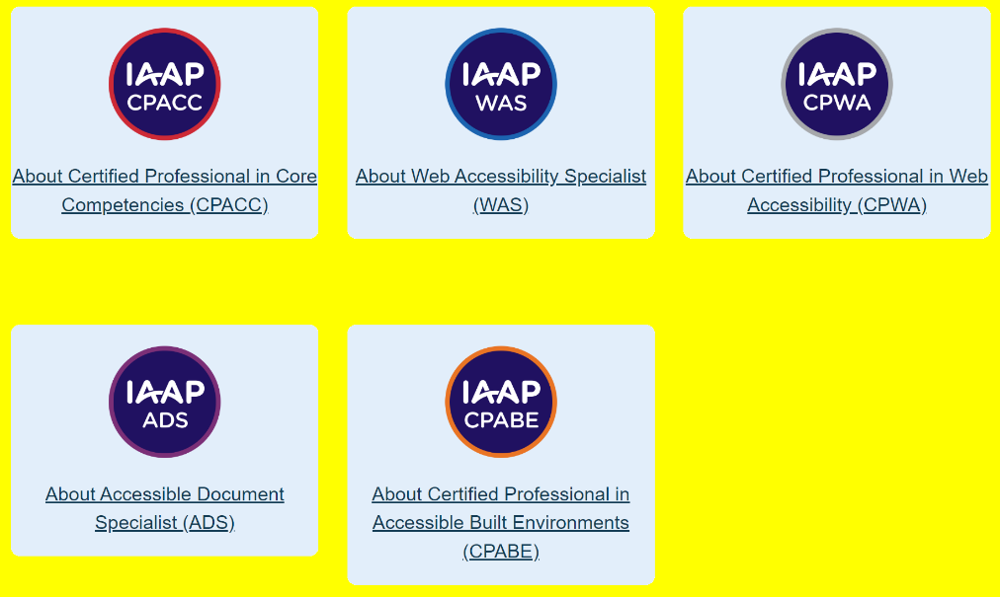 IAAP
CPACC
About Certified Professional in Core
Competencies (CPACC)
IAAP
WAS
About Web Accessibility Specialist
(WAS)
IAAP
CPWA
About Certified Professional in Web
Accessibility (CPWA)
IAAP
ADS
About Accessible Document
Specialist (ADS)
IAAP
CPABE
About Certified Professional in
Accessible Built Environments
(CPABE)